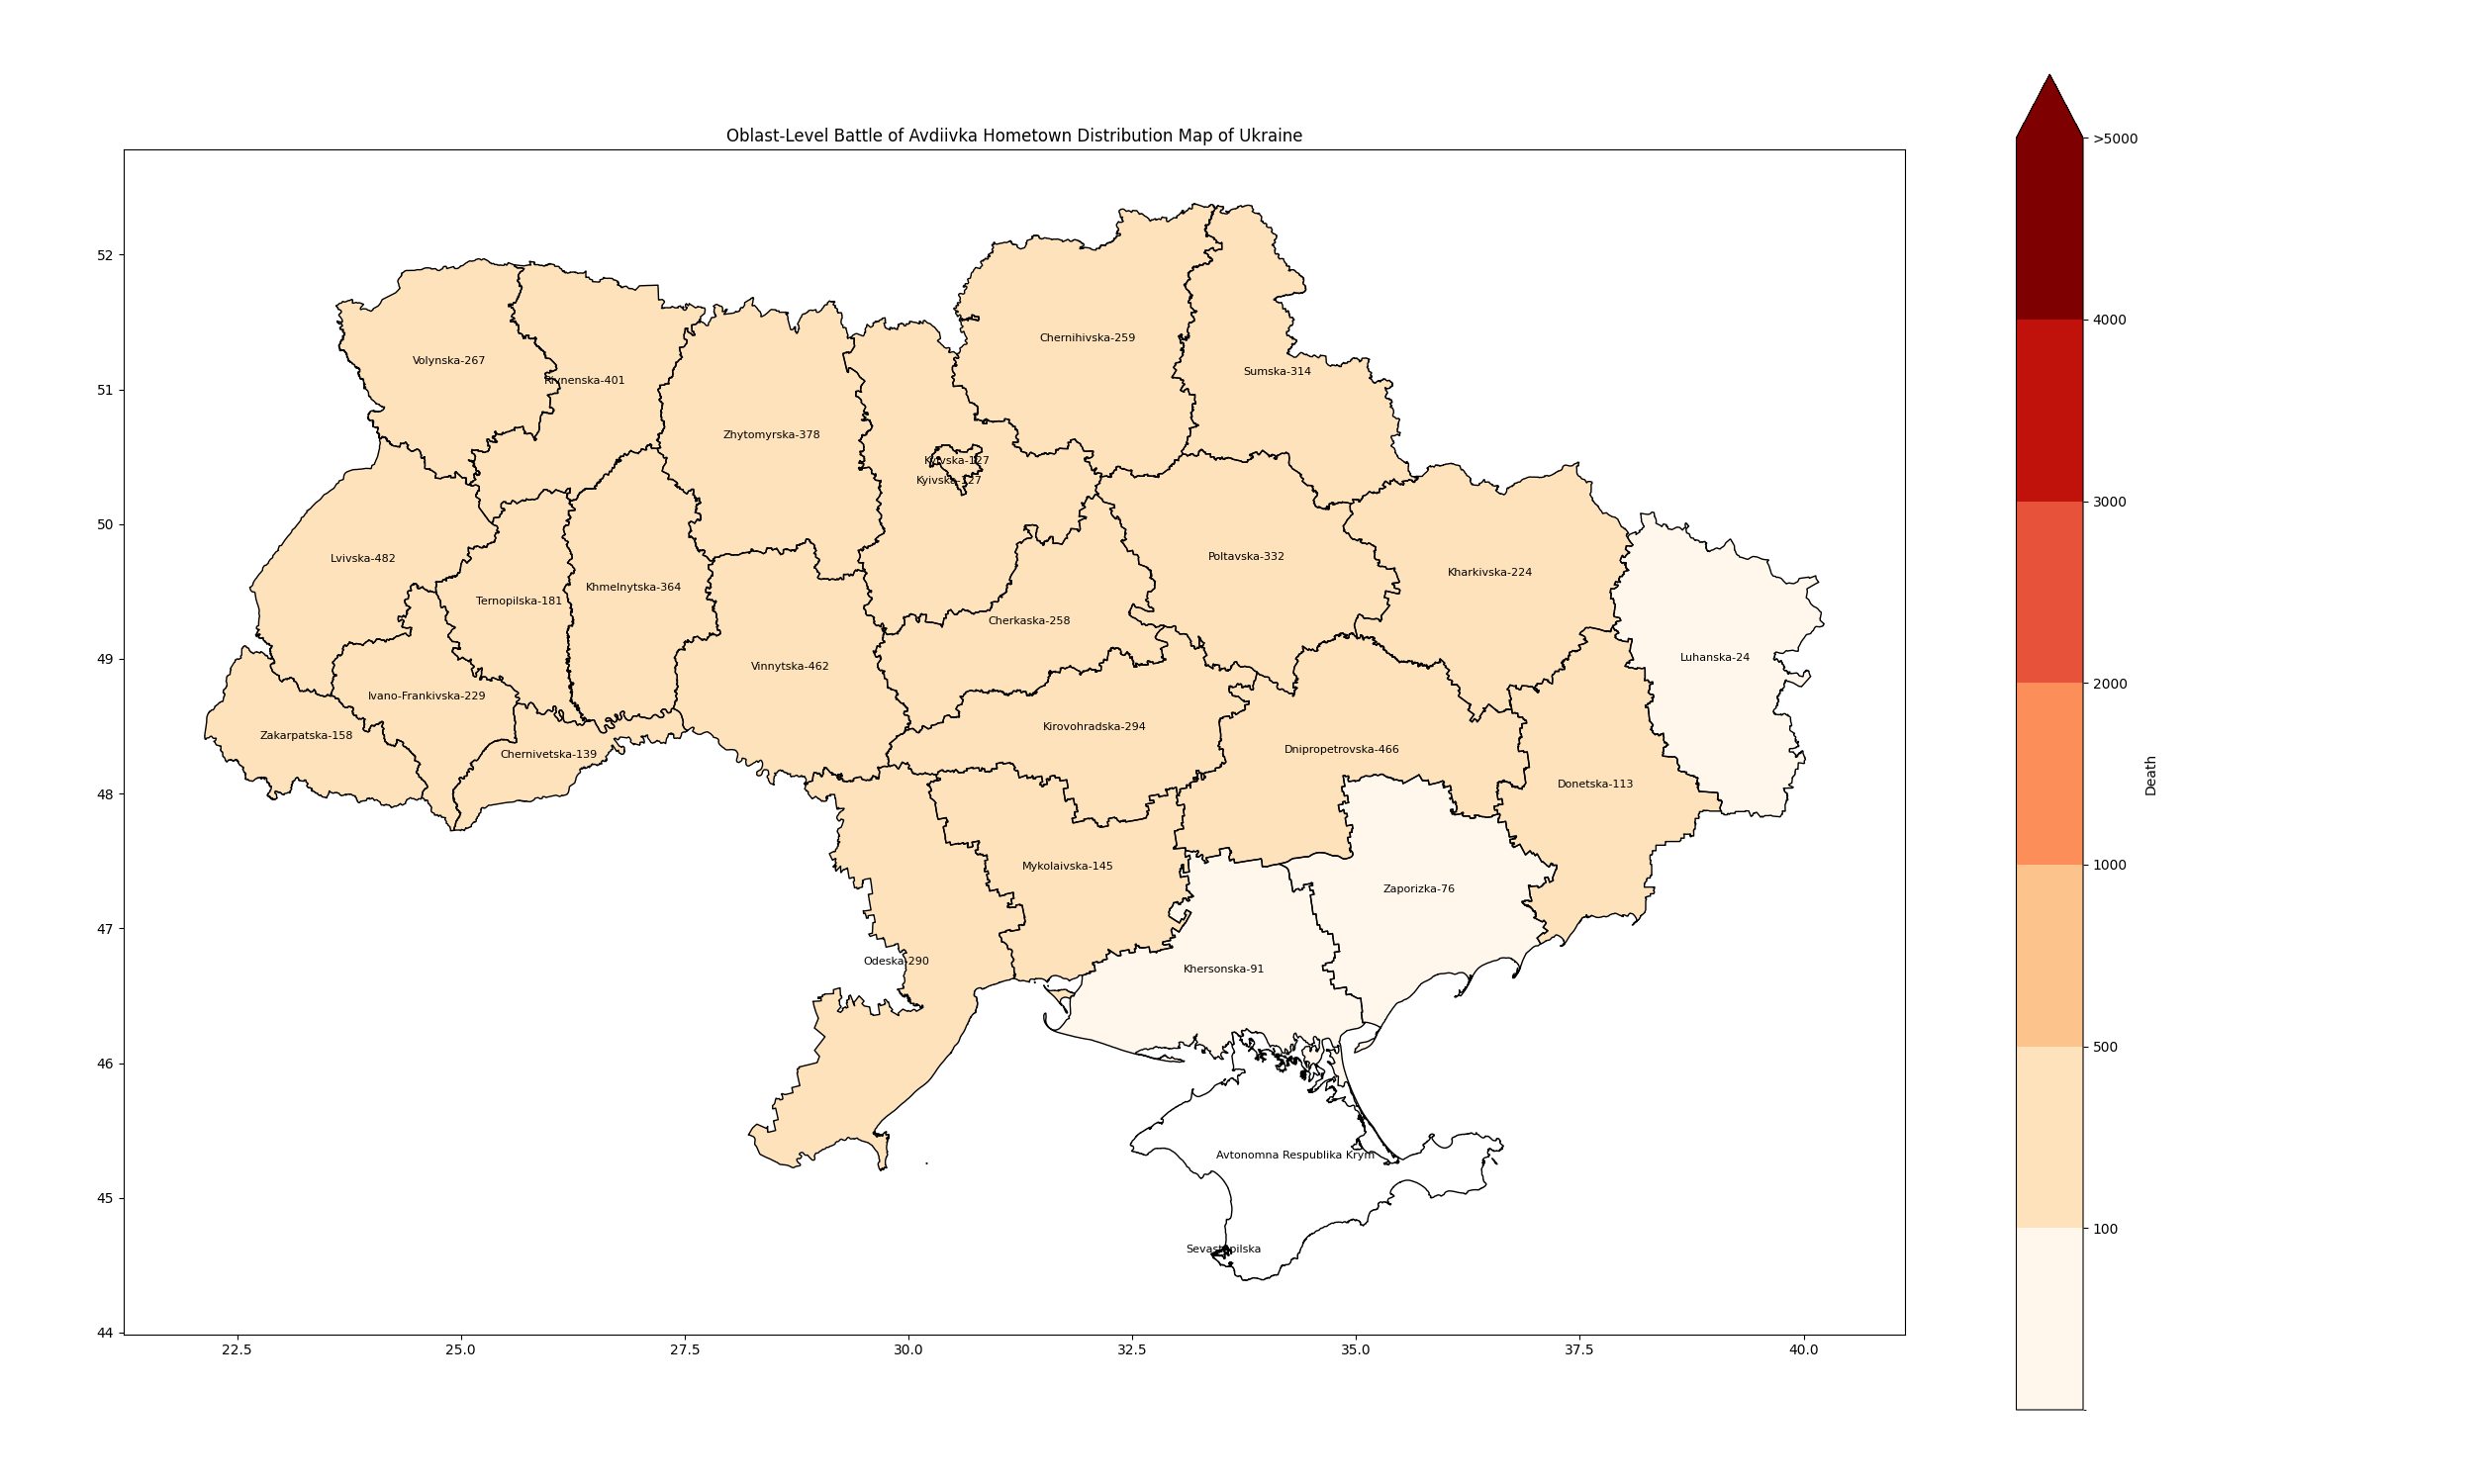 Oblast-Level Battle of Avdiivka Hometown Distribution Map of Ukraine
>5000
52
Chernihivska-259
4000
Volynska-267
Sumska-314
51
Rivnenska-401
Zhytomyrska-378
Kyivska-127
Kyivska-127
3000
50
Lvivska-482
Poltavska-332
Kharkivska-224
Khmelnytska-364
Ternopilska-181
Cherkaska-258
49
Vinnytska-462
Luhanska-24
2000
Ivano-Frankivska-229
Zakarpatska-158
Kirovohradska-294
Chernivetska-139
Dnipropetrovska-466
Donetska-113
Death
48
1000
Mykolaivska-145
Zaporizka-76
47
Odeska-290
Khersonska-91
500
46
Avtonomna Respublika Krym
45
100
Sevastopilska
44
22.5 25.0 27.5 30.0 32.5 35.0 37.5 40.0